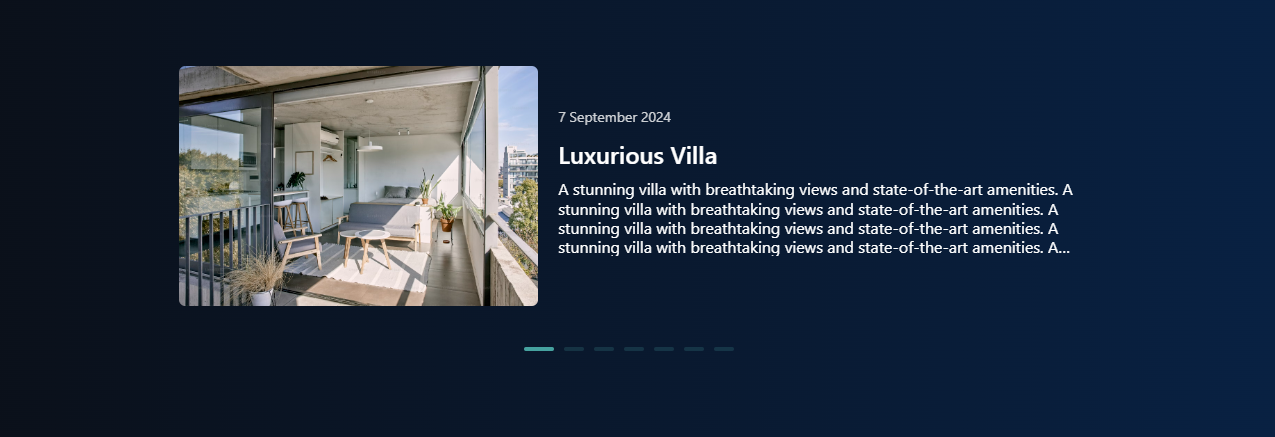 7 September 2024
Luxurious Villa
A stunning villa with breathtaking views and state-of-the-art amenities. A
stunning villa with breathtaking views and state-of-the-art amenities. A
stunning villa with breathtaking views and state-of-the-art amenities. A
stunning villa with breathtaking views and state-of-the-art amenities. A...